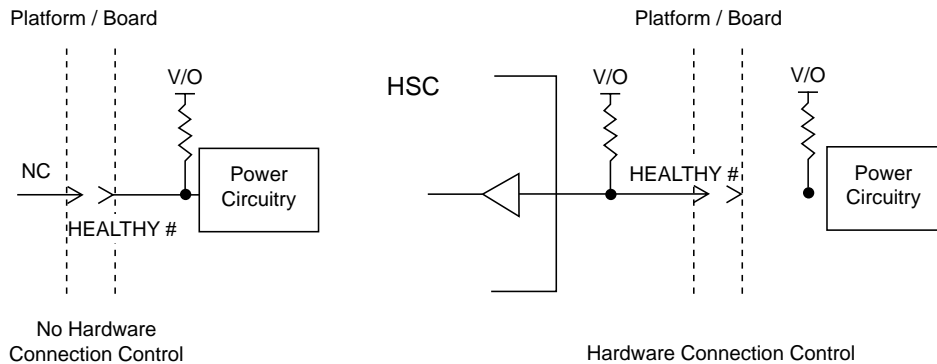 Platform / Board
Platform / Board
V/O
HSC
V/O
V/O
NC
Power
Circuitry
HEALTHY #
Power
Circuitry
HEALTHY #
No Hardware
Connection Control
Hardware Connection Control